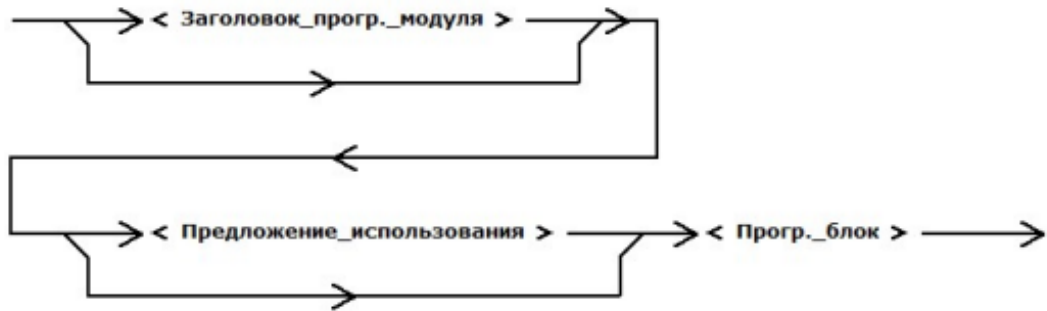 < Заголовок_прогр._модуля >
< Предложение_использования > < Прогр._блок >